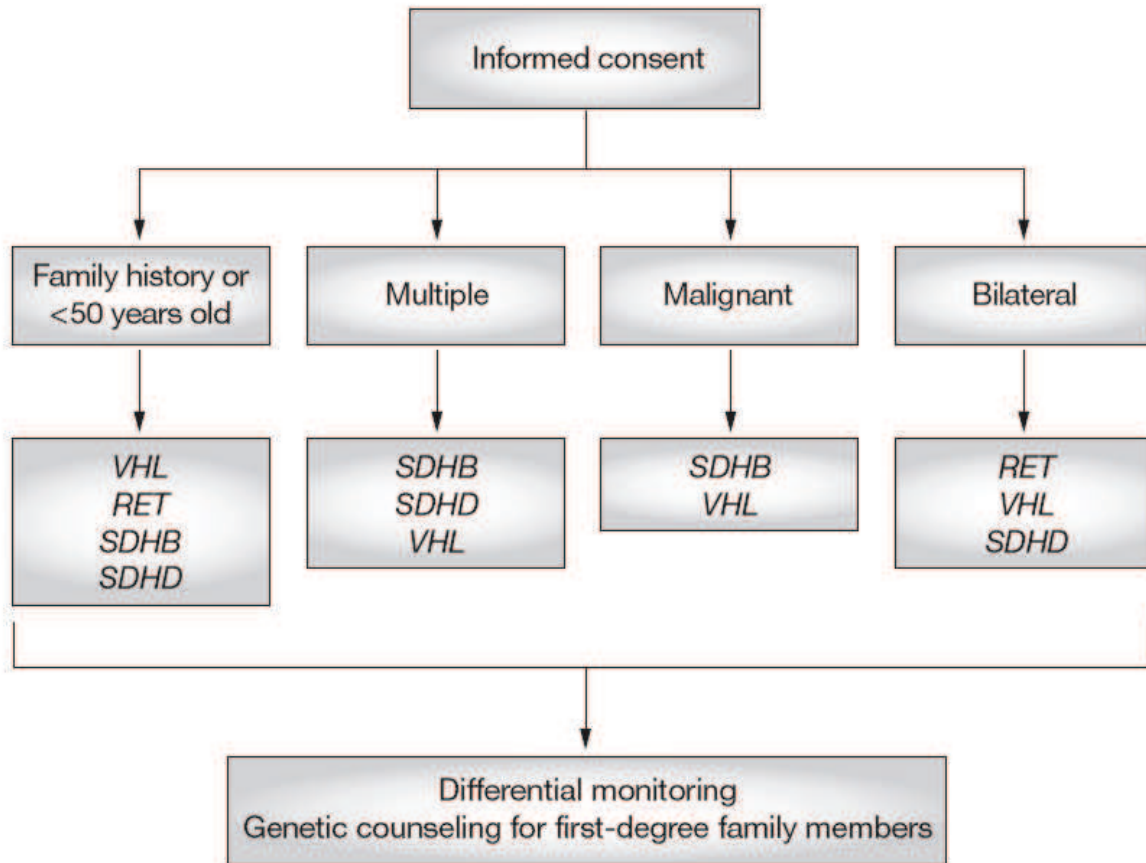 Informed consent
Family history or
<50 years old
Multiple
Malignant
Bilateral
VHL
RET
SDHB
SDHD
SDHB
SDHD
VHL
SDHB
VHL
RET
VHL
SDHD
Differential monitoring
Genetic counseling for first-degree family members